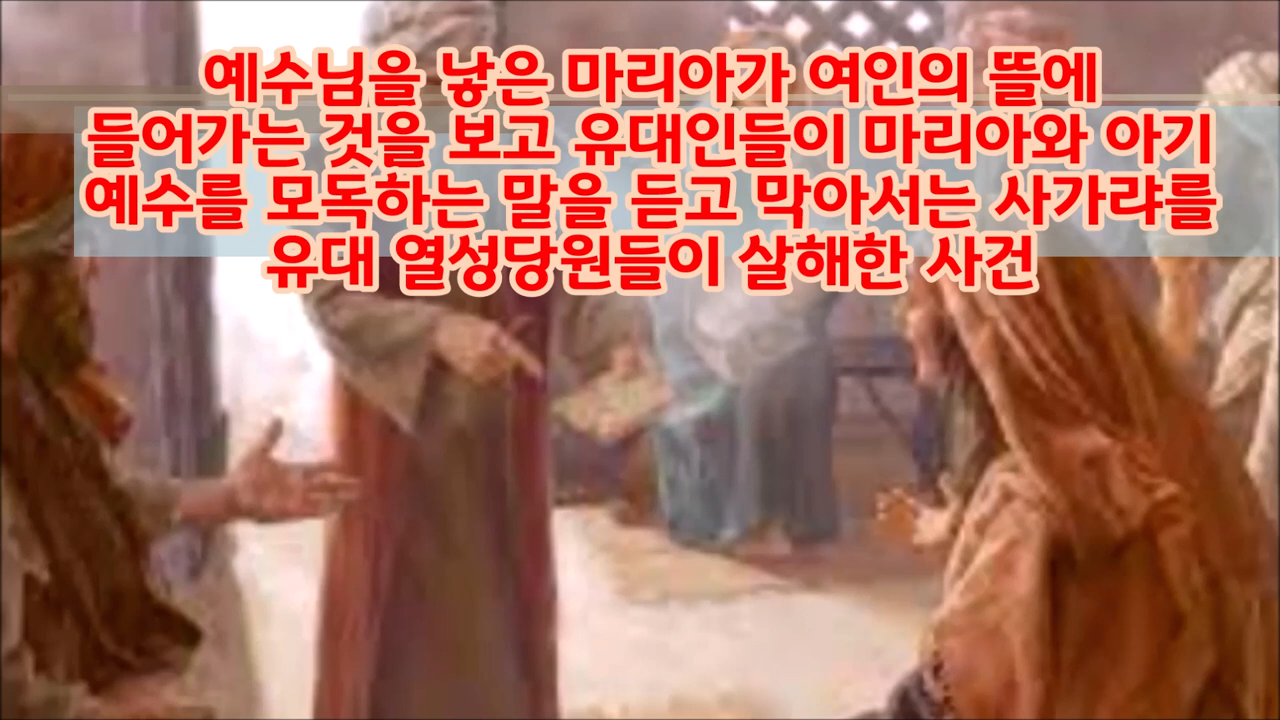 예수님을 낳은 마리아가 여인의 뜰에
들어가는 것을 보고 유대인들이 마리아와 아기
예수를 모독하는 말을 듣고 막아서는 사가랴를
유대 열성당원들이 살해한 사건